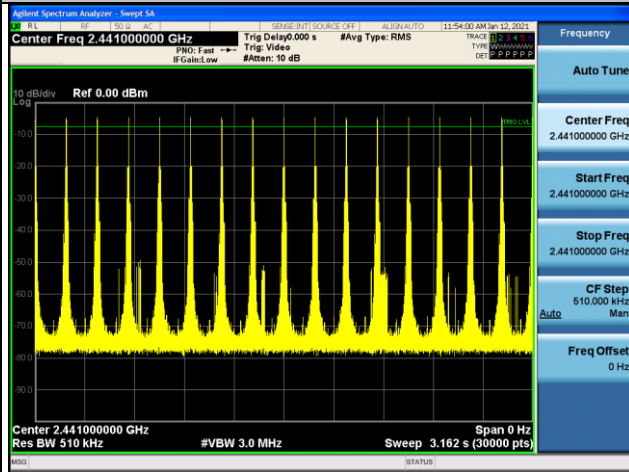 Agilent Spectrum Analyzer - Swept SA
RL RF 50 Ω AC SENSE:INT SOURCE OFF ALIGN AUTO 11:54:00 AM Jan 12, 2021
Center Freq 2.441000000 GHz
PNO: Fast
IFGain:Low
Trig Delay0.000 s
Trig: Video
#Atten: 10 dB
#Avg Type: RMS
TRACE 1 2 3 4 5 6
TYPE WWWWWW
DET P P P P P P
10 dB/div Ref 0.00 dBm
Log
TRIG LVL
-10.0
-20.0
-30.0
-40.0
-50.0
-60.0
-70.0
-80.0
-90.0
Center 2.441000000 GHz Span 0 Hz
Res BW 510 kHz #VBW 3.0 MHz Sweep 3.162 s (30000 pts)
MSG STATUS
Frequency
Auto Tune
Center Freq
2.441000000 GHz
Start Freq
2.441000000 GHz
Stop Freq
2.441000000 GHz
CF Step
510.000 kHz
Auto Man
Freq Offset
0 Hz